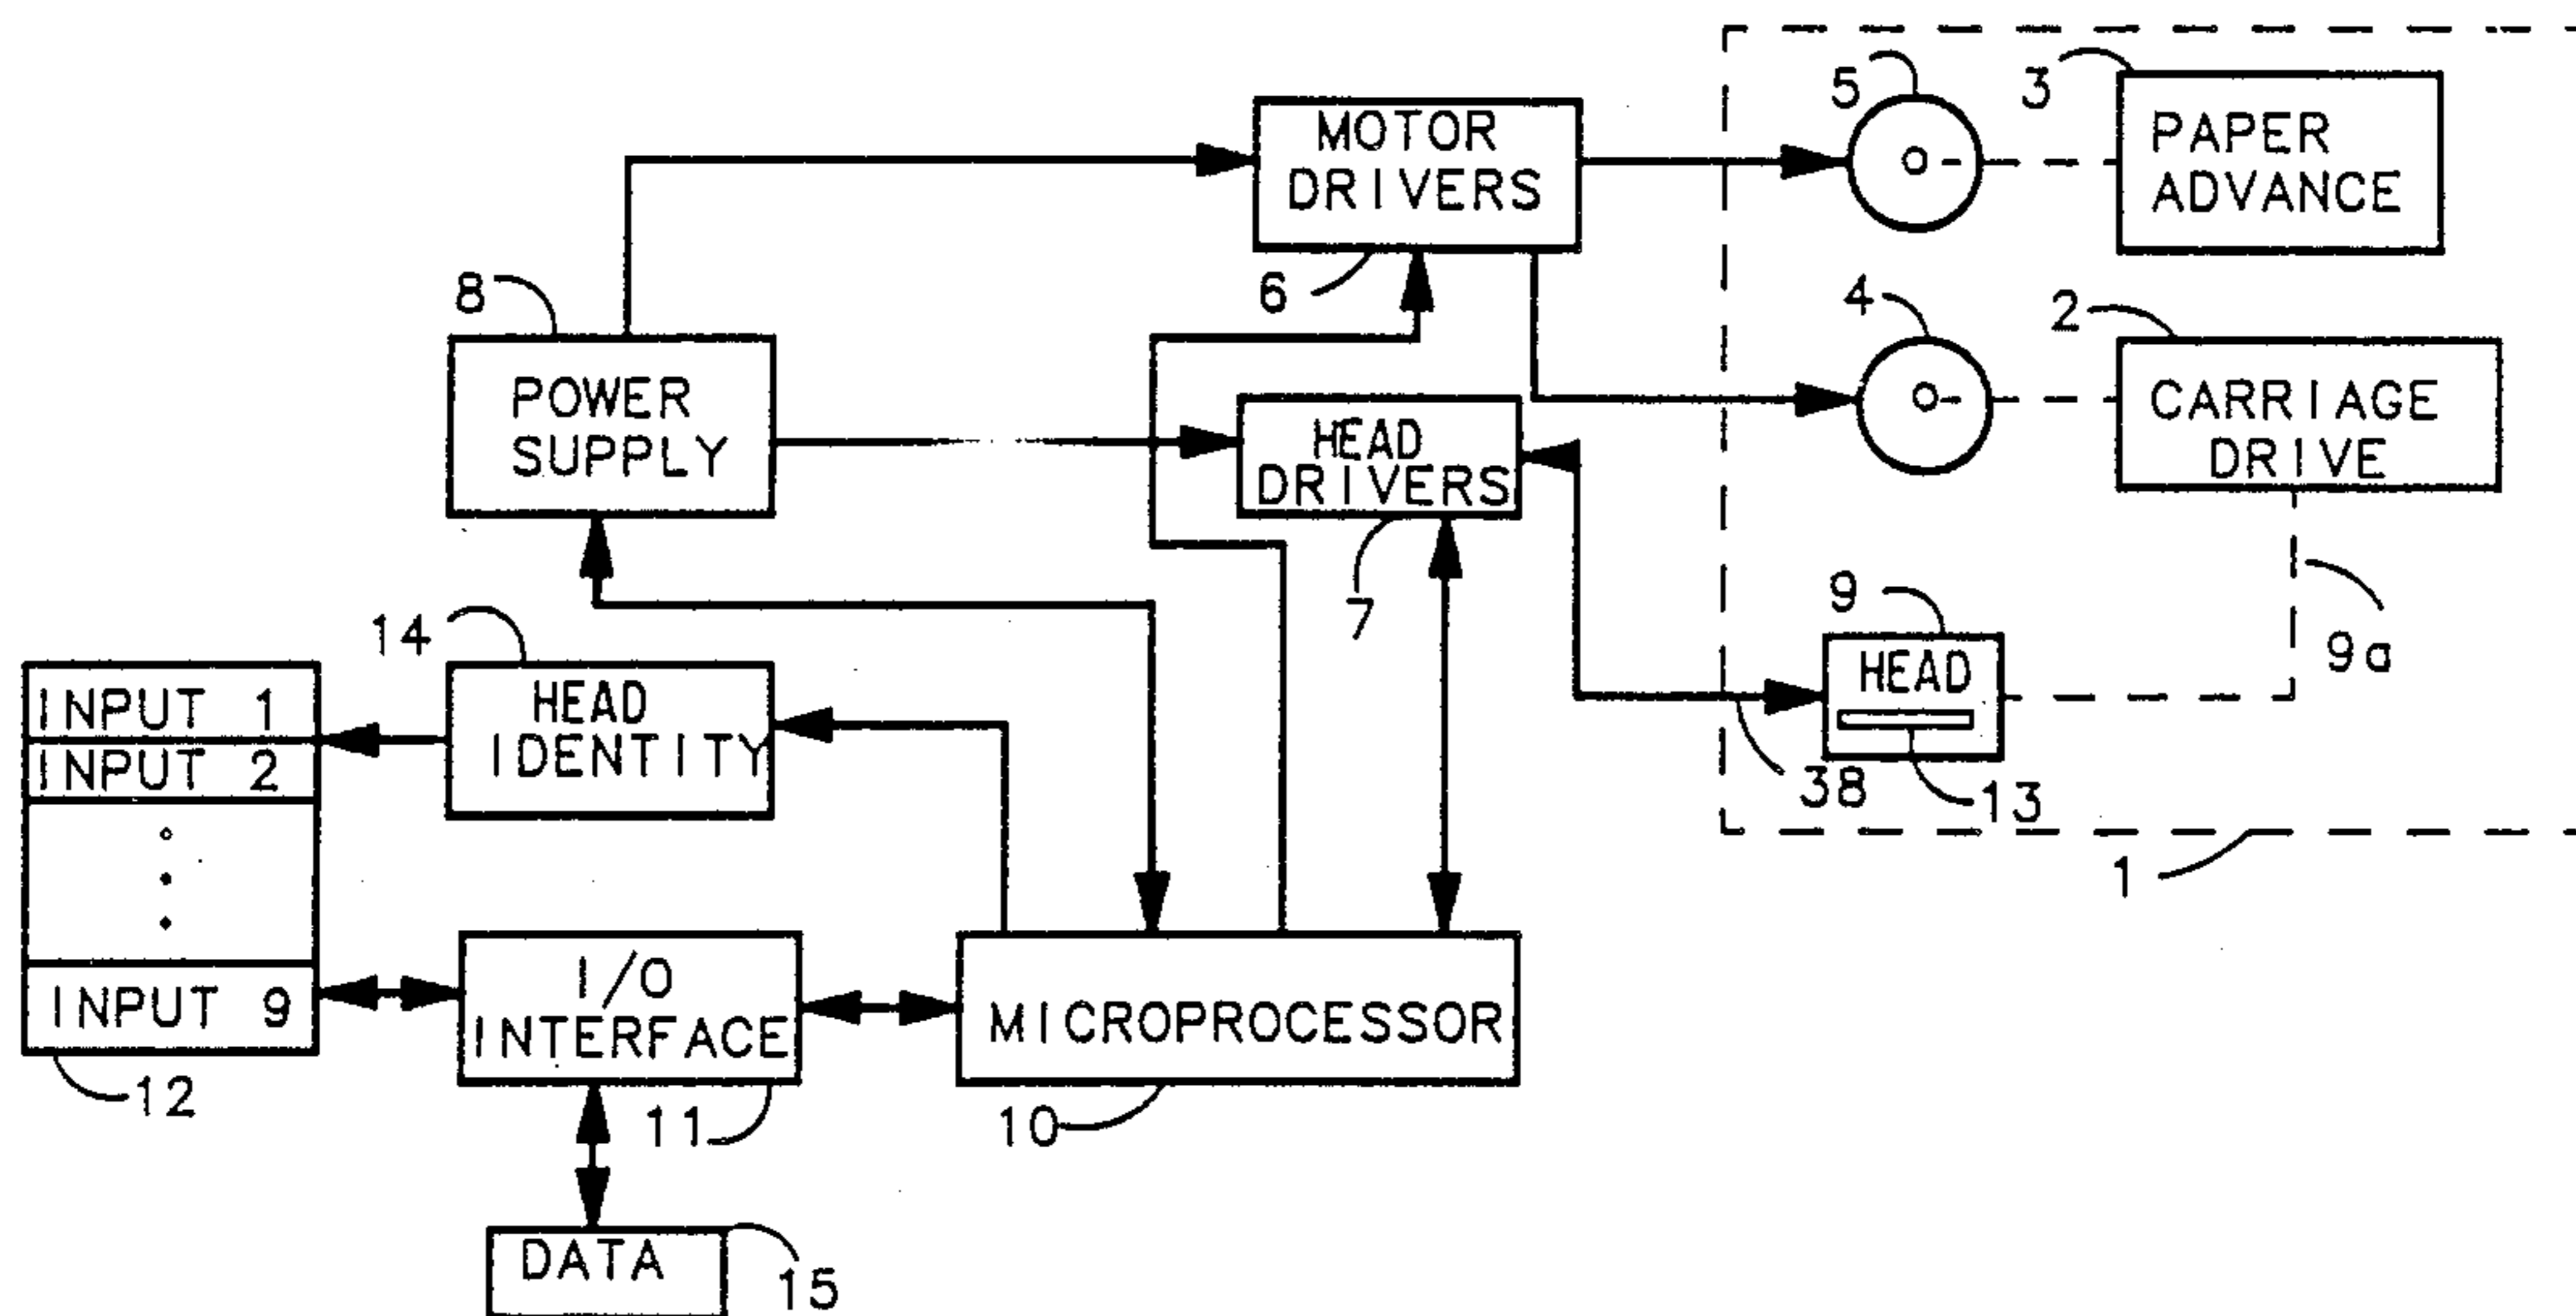 5
3
MOTOR
DRIVERS
PAPER
ADVANCE
8
6
4
2
POWER
SUPPLY
HEAD
DRIVERS
CARRIAGE
DRIVE
7
9
9a
14
HEAD
INPUT 1
INPUT 2
HEAD
IDENTITY
38
13
1
INPUT 9
I/O
INTERFACE
MICROPROCESSOR
12
11
10
DATA
15